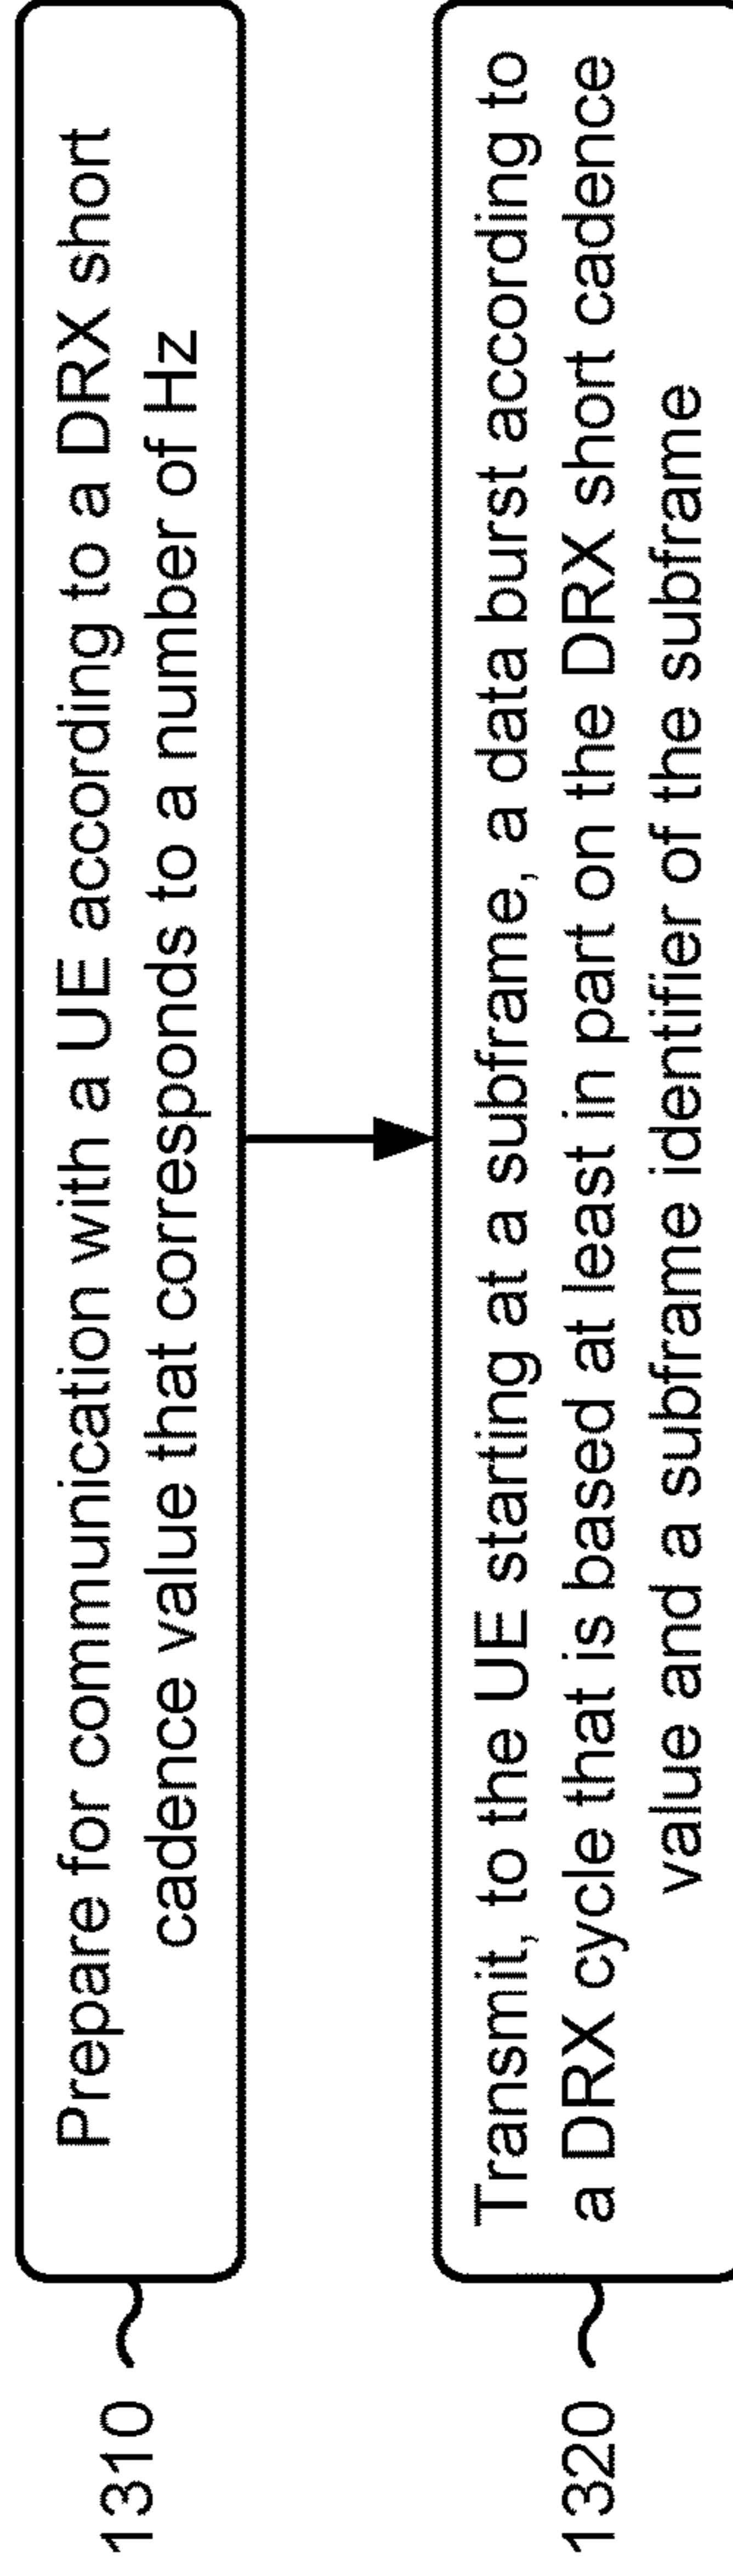 1310
Prepare for communication with a UE according to a DRX short
cadence value that corresponds to a number of Hz
1320
Transmit, to the UE starting at a subframe, a data burst according to
a DRX cycle that is based at least in part on the DRX short cadence
value and a subframe identifier of the subframe